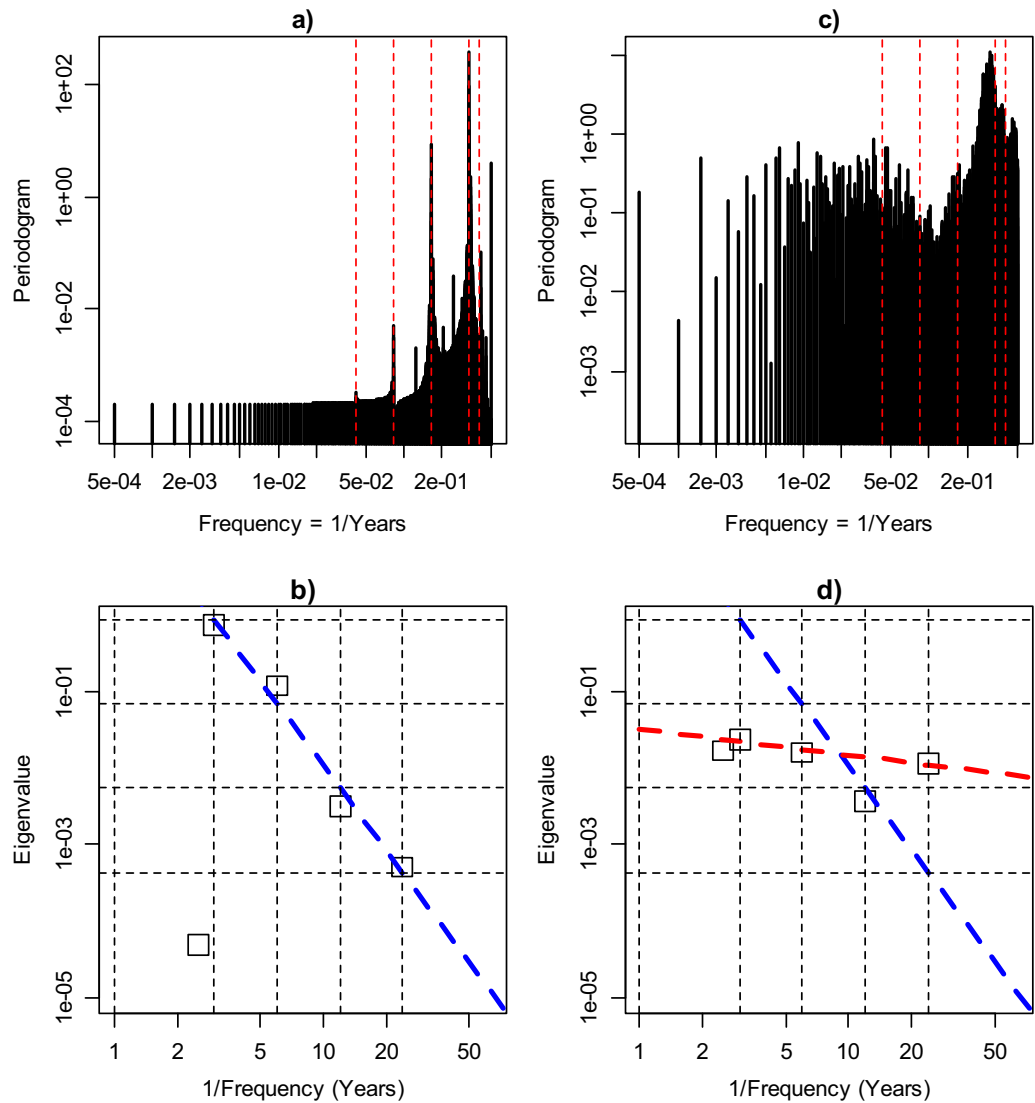 a)
Periodogram
1e+02
1e+00
1e-02
1e-04
5e-04 2e-03 1e-02 5e-02 2e-01
Frequency = 1/Years
c)
Periodogram
1e+00
1e-01
1e-02
1e-03
5e-04 2e-03 1e-02 5e-02 2e-01
Frequency = 1/Years
b)
Eigenvalue
1e-01
1e-03
1e-05
1 2 5 10 20 50
1/Frequency (Years)
d)
Eigenvalue
1e-01
1e-03
1e-05
1 2 5 10 20 50
1/Frequency (Years)